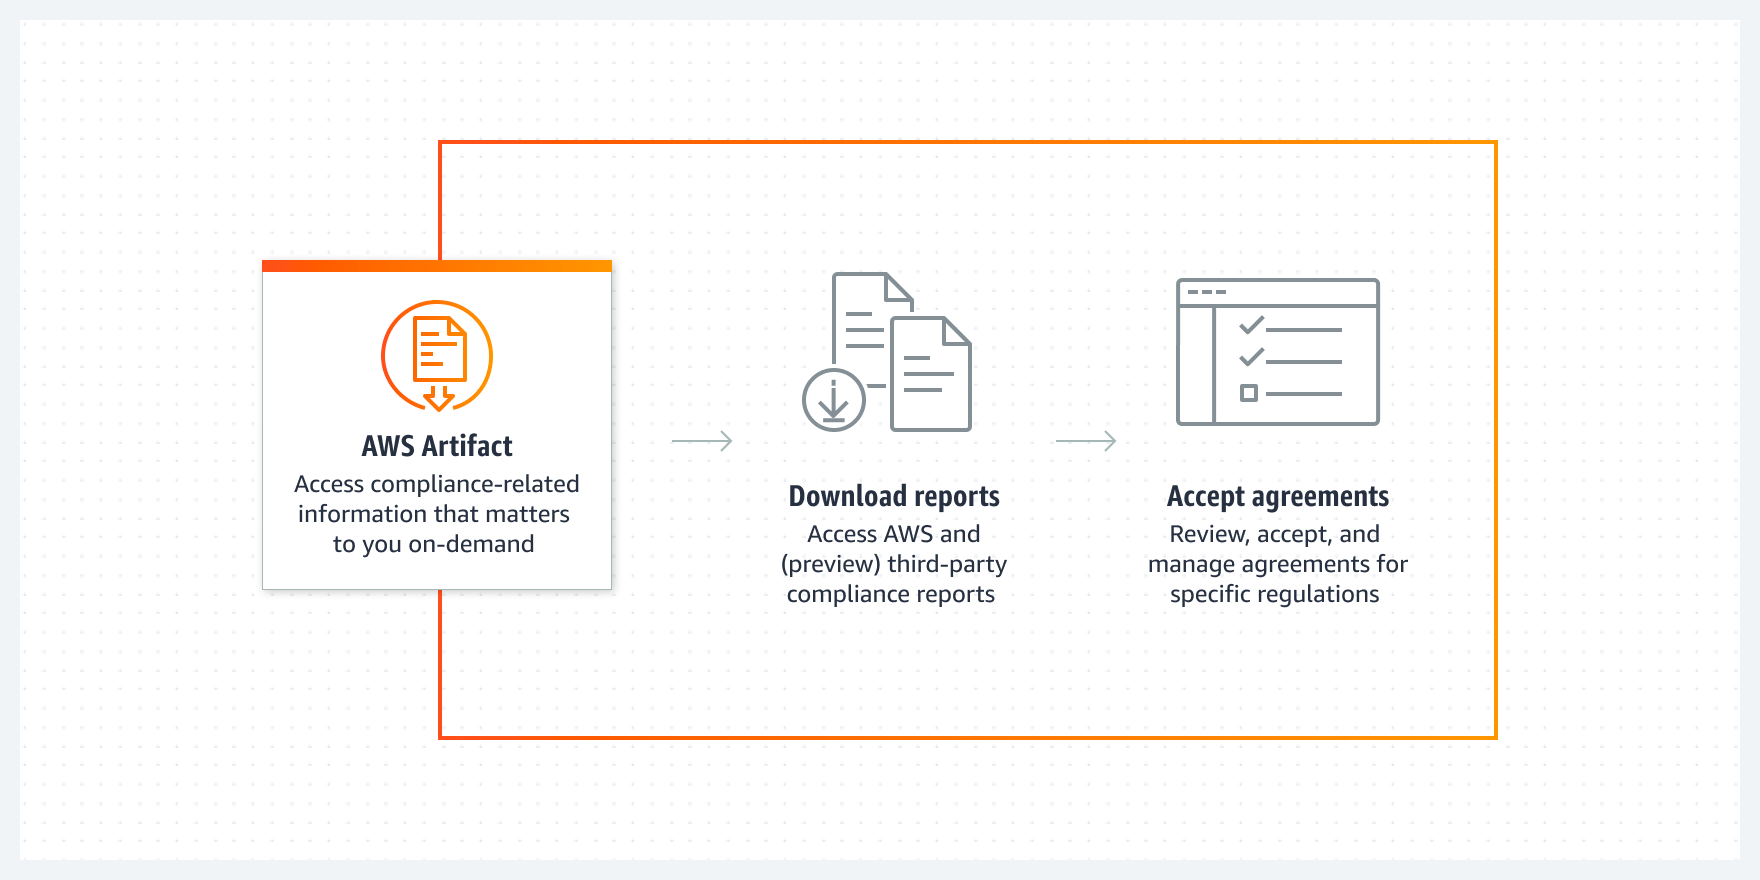 AWS Artifact
Access compliance-related
information that matters
to you on-demand
Download reports
Access AWS and
(preview) third-party
compliance reports
Accept agreements
Review, accept, and
manage agreements for
specific regulations